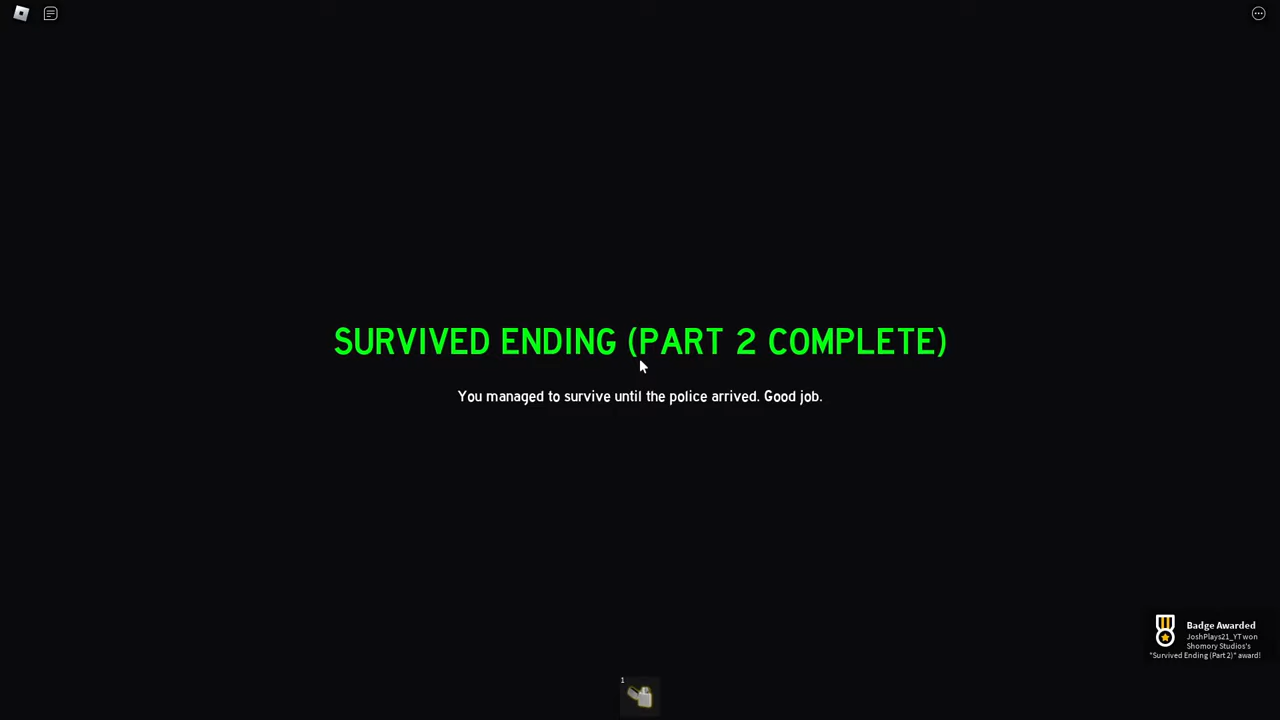 SURVIVED ENDING (PART 2 COMPLETE)
You managed to survive until the police arrived. Good job.
Badge Awarded
JoshPlays21_YT won
Shomory Studios's
"Survived Ending (Part 2)" award!
1